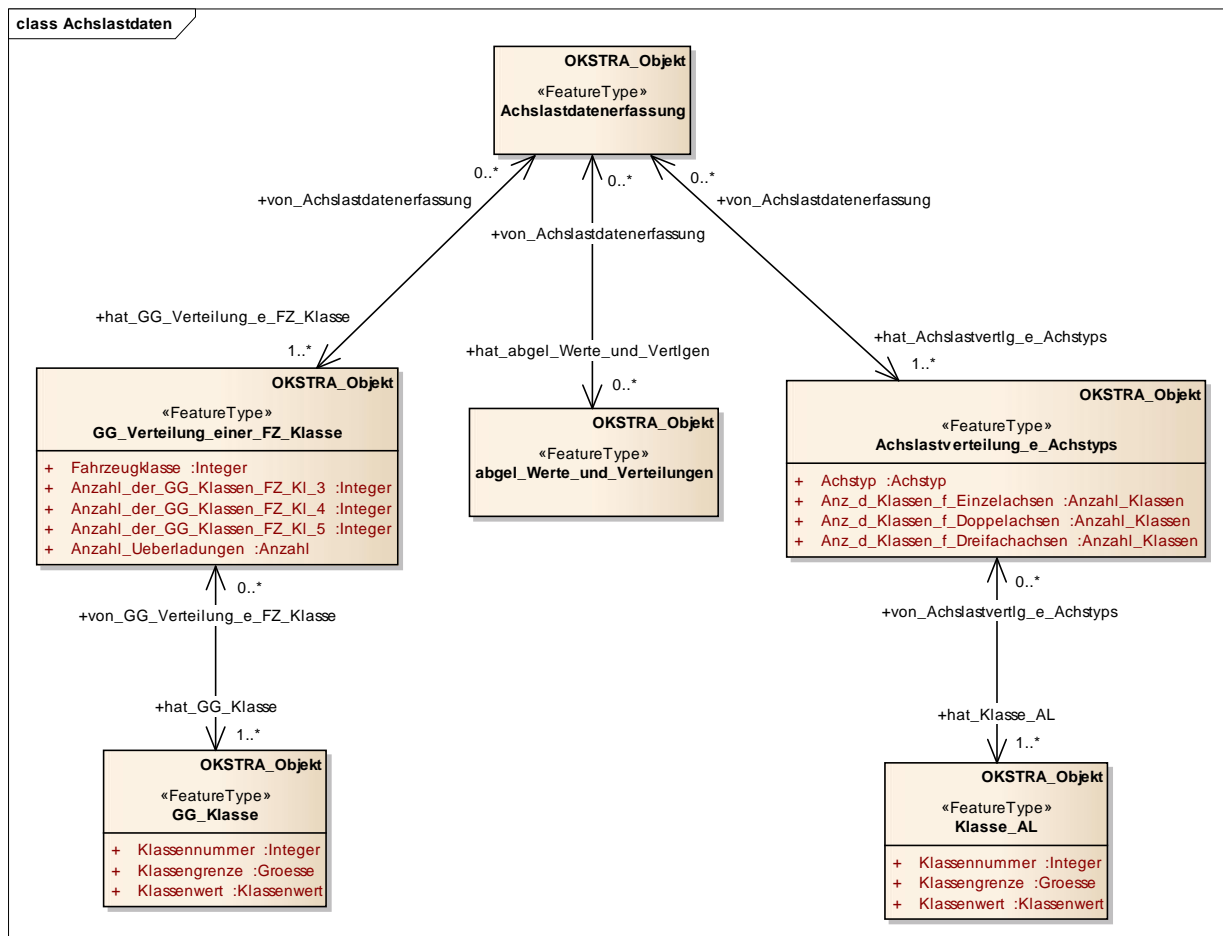 class Achslastdaten
OKSTRA_Objekt
«FeatureType»
Achslastdatenerfassung
0..*
0..*
0..*
+von_Achslastdatenerfassung
+von_Achslastdatenerfassung
+von_Achslastdatenerfassung
+hat_GG_Verteilung_e_FZ_Klasse
1..*
+hat_abgel_Werte_und_Vertlgen
0..*
+hat_Achslastvertlg_e_Achstyps
1..*
OKSTRA_Objekt
«FeatureType»
GG_Verteilung_einer_FZ_Klasse
+ Fahrzeugklasse :Integer
+ Anzahl_der_GG_Klassen_FZ_Kl_3 :Integer
+ Anzahl_der_GG_Klassen_FZ_Kl_4 :Integer
+ Anzahl_der_GG_Klassen_FZ_Kl_5 :Integer
+ Anzahl_Ueberladungen :Anzahl
OKSTRA_Objekt
«FeatureType»
abgel_Werte_und_Verteilungen
OKSTRA_Objekt
«FeatureType»
Achslastverteilung_e_Achstyps
+ Achstyp :Achstyp
+ Anz_d_Klassen_f_Einzelachsen :Anzahl_Klassen
+ Anz_d_Klassen_f_Doppelachsen :Anzahl_Klassen
+ Anz_d_Klassen_f_Dreifachachsen :Anzahl_Klassen
0..*
+von_GG_Verteilung_e_FZ_Klasse
+hat_GG_Klasse
1..*
0..*
+von_Achslastvertlg_e_Achstyps
+hat_Klasse_AL
1..*
OKSTRA_Objekt
«FeatureType»
GG_Klasse
+ Klassennummer :Integer
+ Klassengrenze :Groesse
+ Klassenwert :Klassenwert
OKSTRA_Objekt
«FeatureType»
Klasse_AL
+ Klassennummer :Integer
+ Klassengrenze :Groesse
+ Klassenwert :Klassenwert